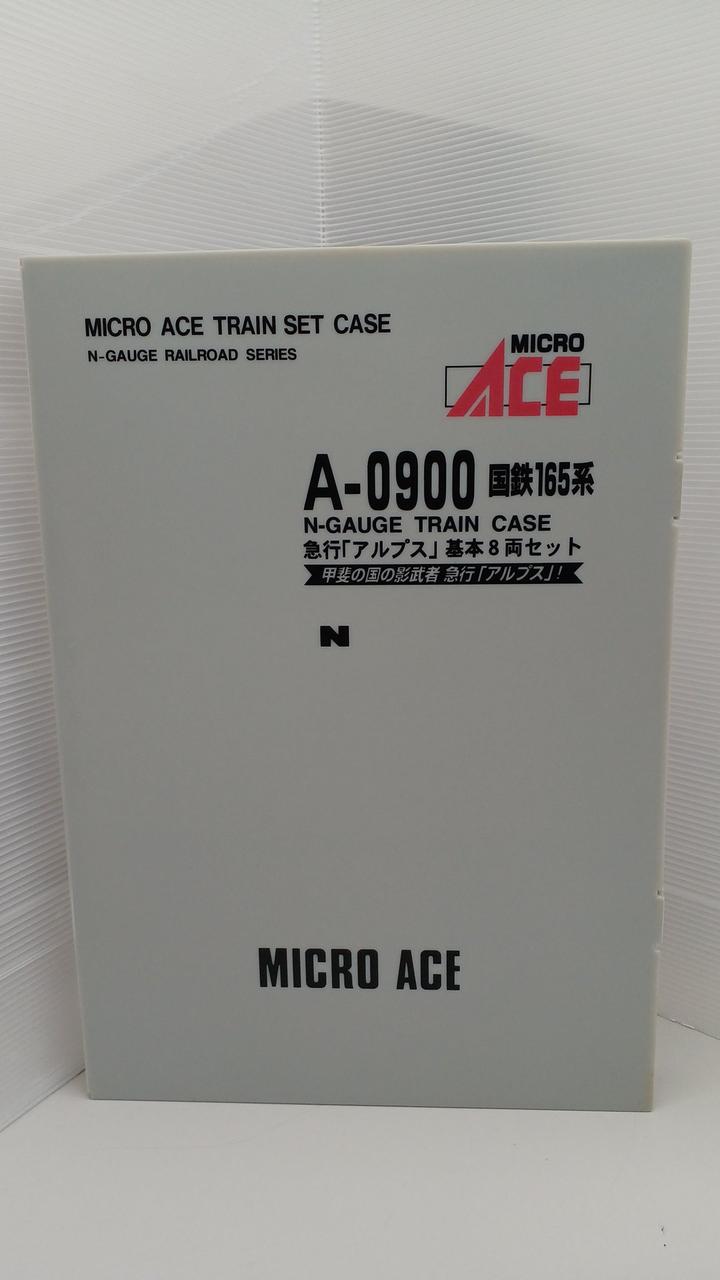 MICRO ACE TRAIN SET CASE
N-GAUGE RAILROAD SERIES
MICRO
ACE
A-0900 国鉄165系
N-GAUGE TRAIN CASE
急行「アルプス」基本8両セット
甲斐の国の影武者 急行「アルプス」!
N
MICRO ACE